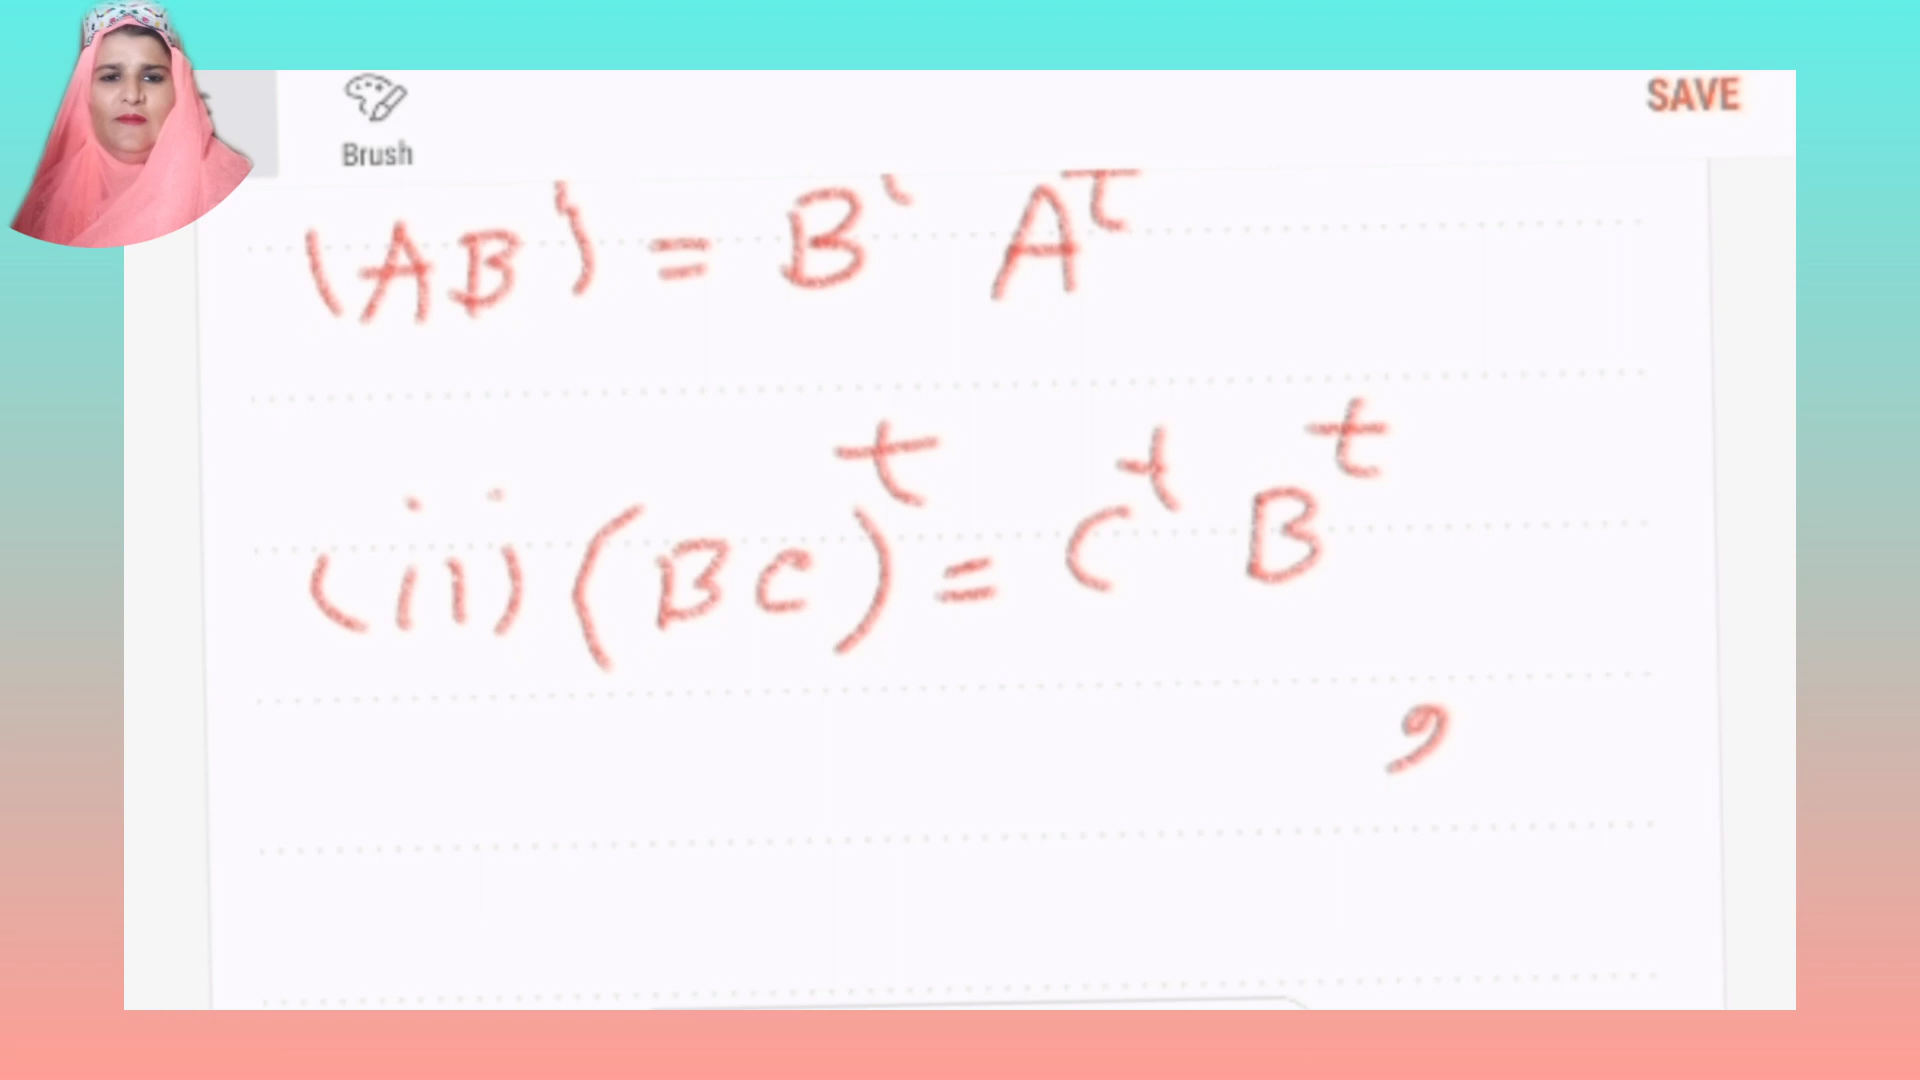 SAVE
Brush
(AB) = Bᵗ Aᵗ
(ii) (BC)ᵗ = Cᵗ Bᵗ
,